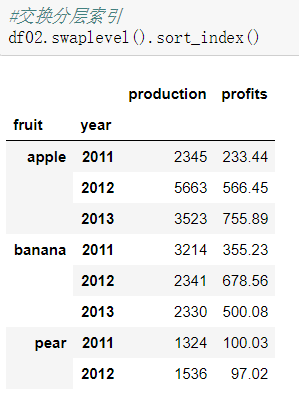 #交换分层索引
df02.swaplevel().sort_index()
production profits
fruit year
apple 2011 2345 233.44
2012 5663 566.45
2013 3523 755.89
banana 2011 3214 355.23
2012 2341 678.56
2013 2330 500.08
pear 2011 1324 100.03
2012 1536 97.02